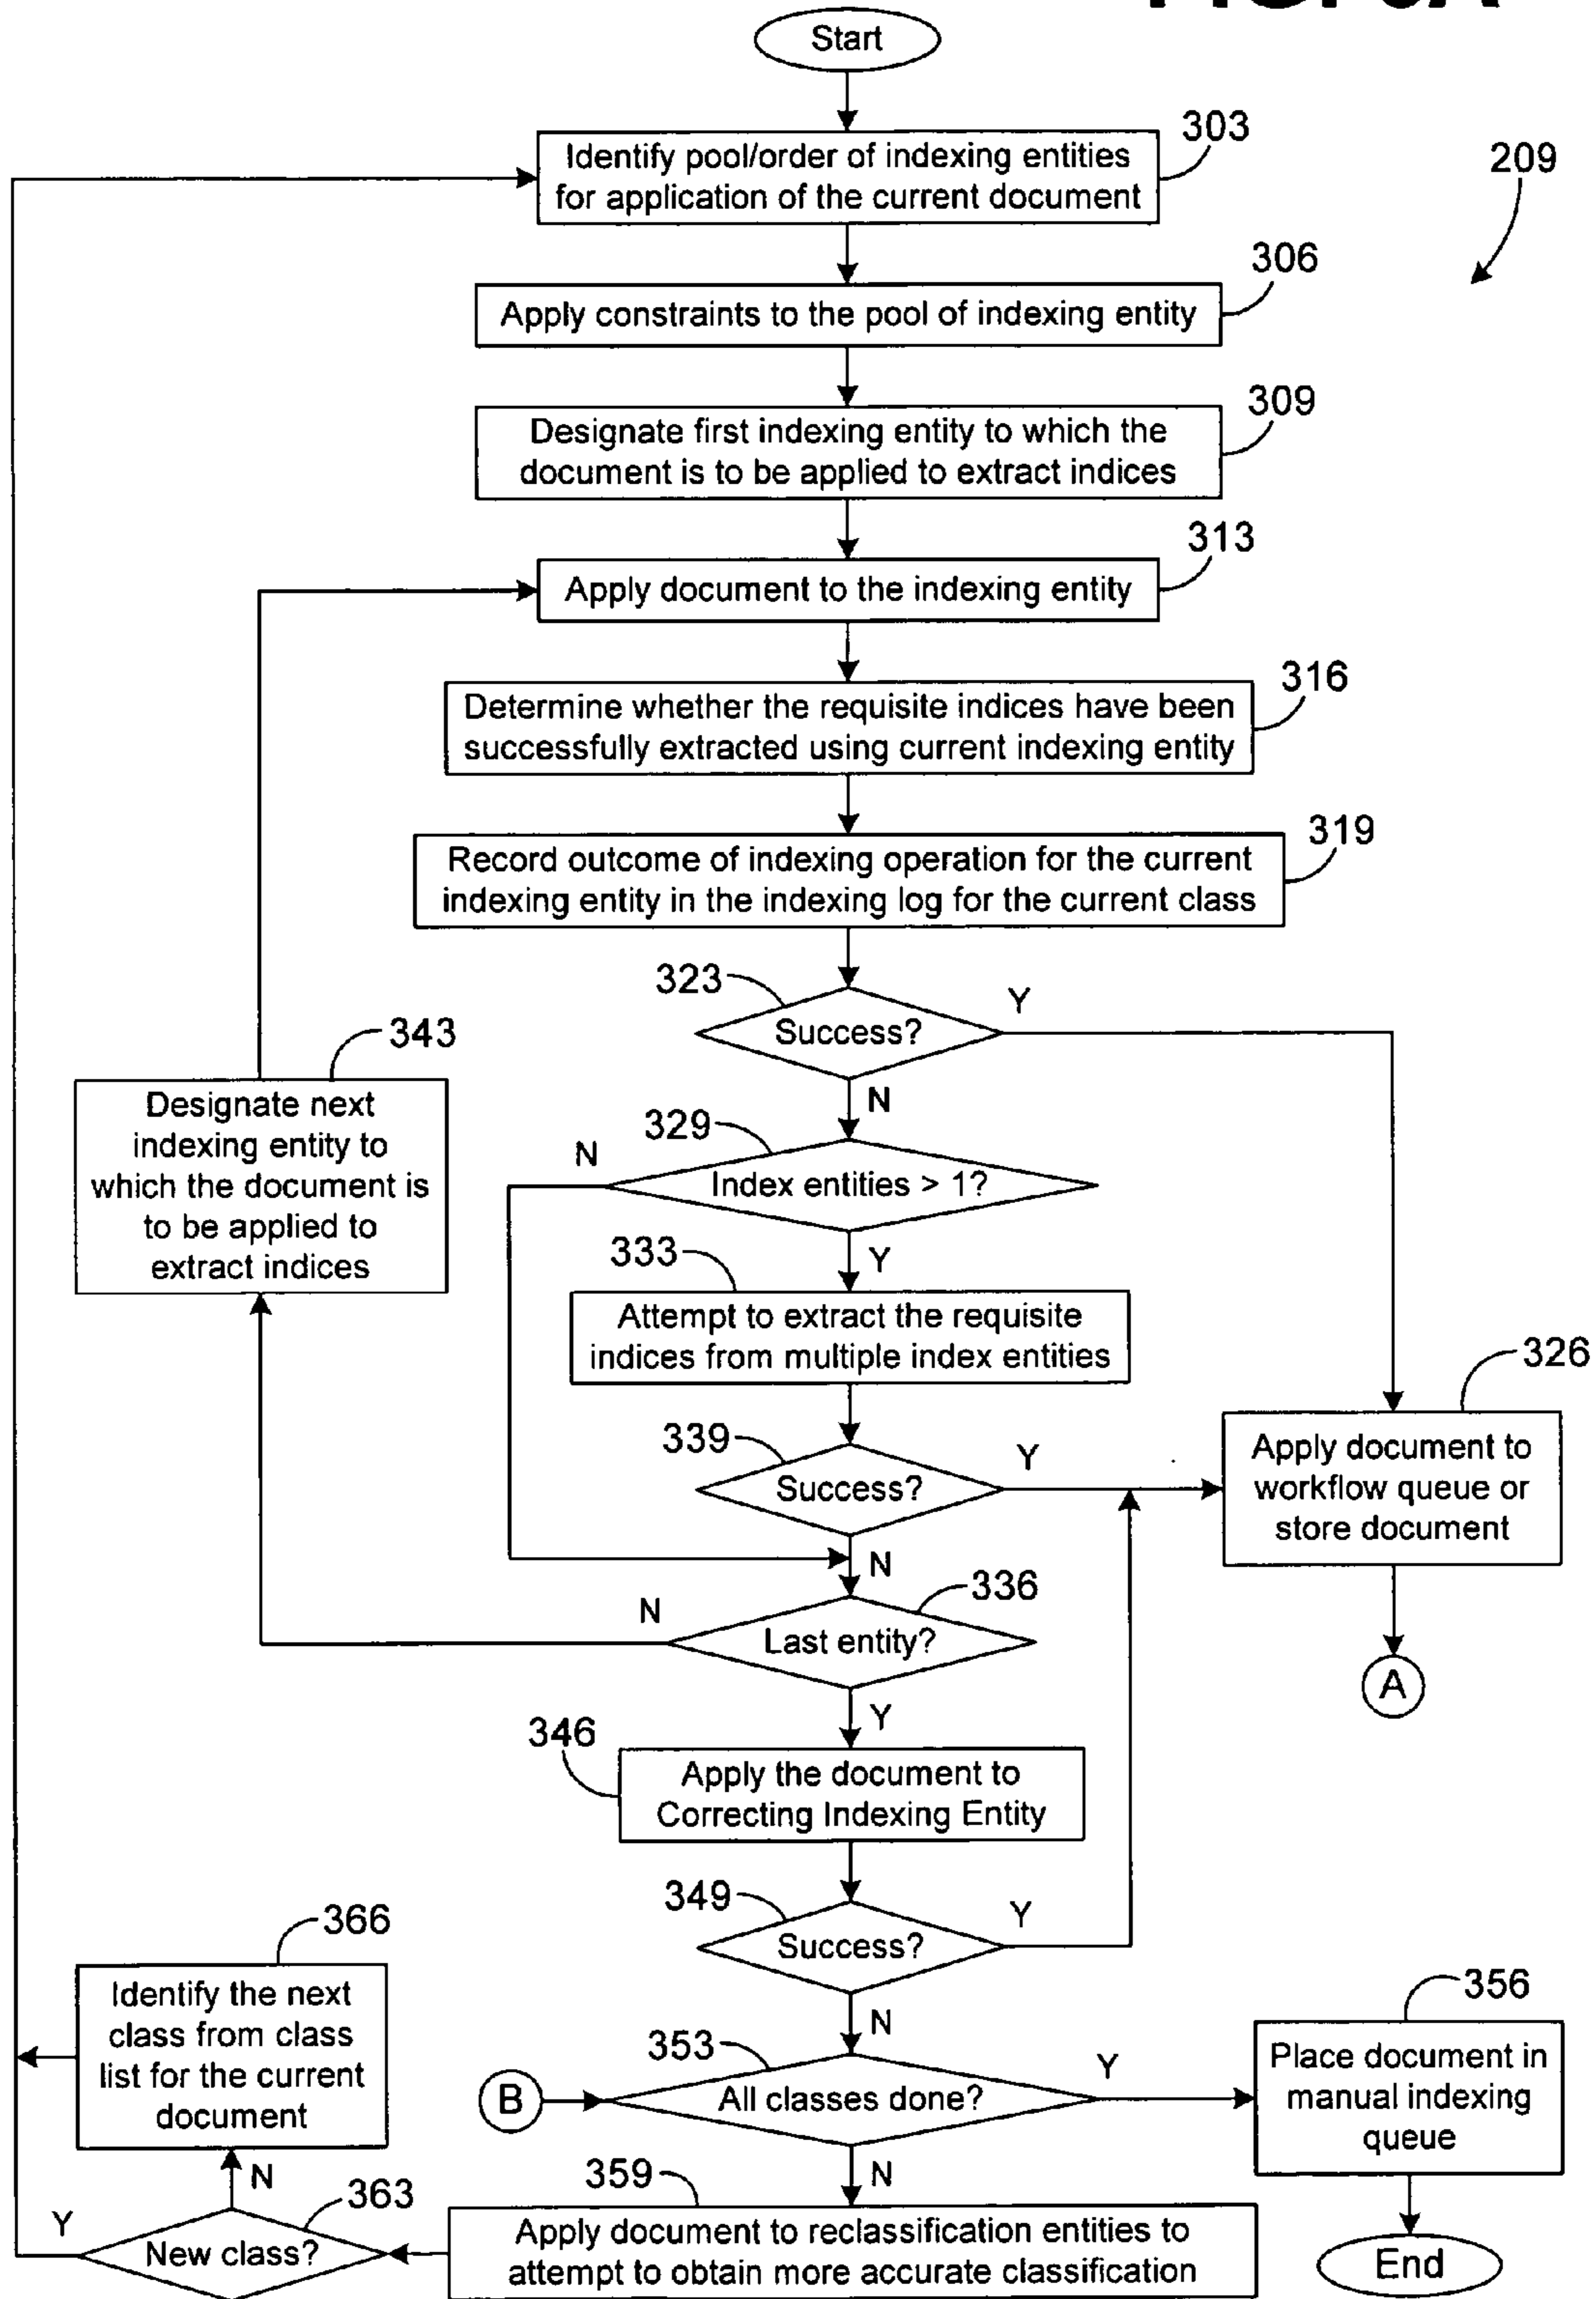 Start
303
Identify pool/order of indexing entities
for application of the current document
209
306
Apply constraints to the pool of indexing entity
309
Designate first indexing entity to which the
document is to be applied to extract indices
313
Apply document to the indexing entity
316
Determine whether the requisite indices have been
successfully extracted using current indexing entity
319
Record outcome of indexing operation for the current
indexing entity in the indexing log for the current class
323
Success?
Y
N
343
Designate next
indexing entity to
which the document is
to be applied to
extract indices
329
N
Index entities > 1?
Y
333
Attempt to extract the requisite
indices from multiple index entities
326
Apply document to
workflow queue or
store document
339
Success?
Y
N
336
N
Last entity?
Y
A
346
Apply the document to
Correcting Indexing Entity
349
Success?
Y
N
366
Identify the next
class from class
list for the current
document
353
B
All classes done?
Y
N
356
Place document in
manual indexing
queue
359
Apply document to reclassification entities to
attempt to obtain more accurate classification
363
N
Y
New class?
End